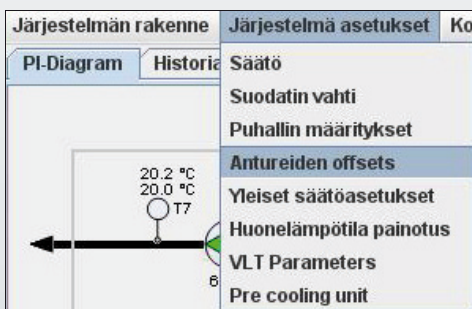 Järjestelmän rakenne Järjestelmä asetukset Ko
PI-Diagram Historia
Säätö
Suodatin vahti
Puhallin määritykset
Antureiden offsets
Yleiset säätöasetukset
Huonelämpötila painotus
VLT Parameters
Pre cooling unit
20.2 °C
20.0 °C
T7
6